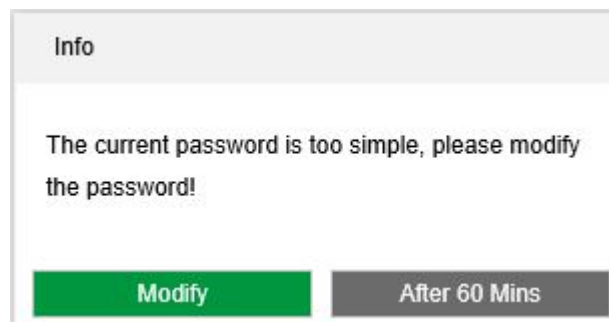 Info
The current password is too simple, please modify
the password!
Modify
After 60 Mins